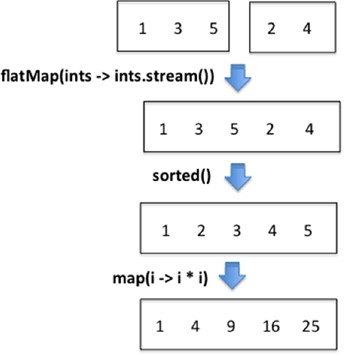 1 3 5 2 4
flatMap(ints -> ints.stream())
1 3 5 2 4
sorted()
1 2 3 4 5
map(i -> i * i)
1 4 9 16 25